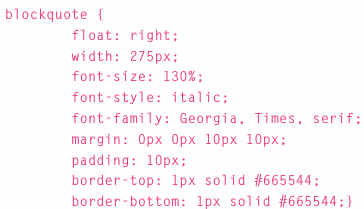 blockquote {
float: right;
width: 275px;
font-size: 130%;
font-style: italic;
font-family: Georgia, Times, serif;
margin: 0px 0px 10px 10px;
padding: 10px;
border-top: 1px solid #665544;
border-bottom: 1px solid #665544;}